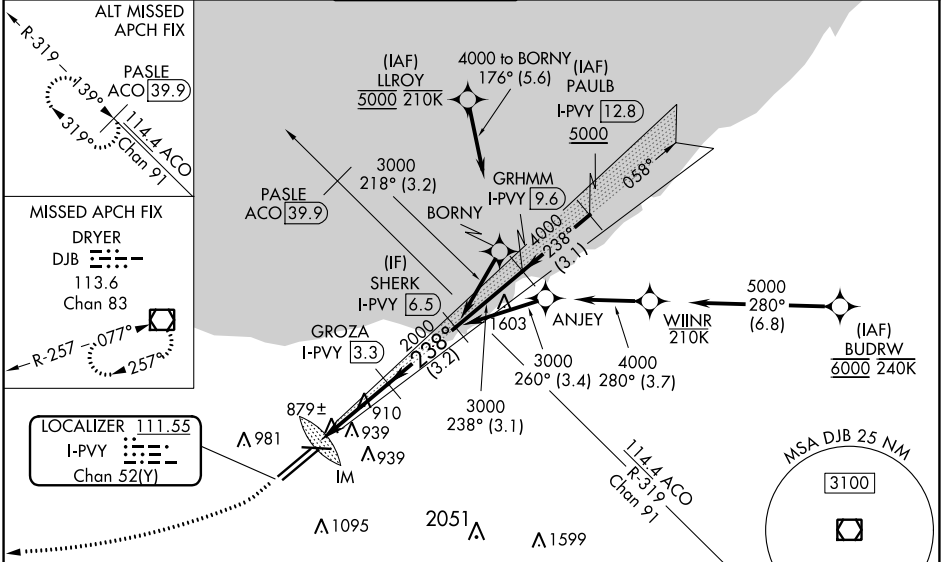 ALT MISSED
APCH FIX
R-319
139°
PASLE
ACO 39.9
319°
114.4 ACO
Chan 91
MISSED APCH FIX
DRYER
DJB
113.6
Chan 83
R-257
077°
257°
LOCALIZER 111.55
I-PVY
Chan 52(Y)
(IAF)
LLROY
5000 210K
4000 to BORNY
176° (5.6)
(IAF)
PAULB
I-PVY 12.8
5000
058°
3000
218° (3.2)
PASLE
ACO 39.9
GRHMM
I-PVY 9.6
BORNY
4000
238°
(3.1)
(IF)
SHERK
I-PVY 6.5
1603
ANJEY
WIINR
210K
5000
280°
(6.8)
(IAF)
BUDRW
6000 240K
GROZA
I-PVY 3.3
2000
238°
(3.2)
3000
260° (3.4)
4000
280° (3.7)
3000
238° (3.1)
879±
910
939
939
981
IM
1095
2051
1599
114.4 ACO
R-319
Chan 91
MSA DJB 25 NM
3100